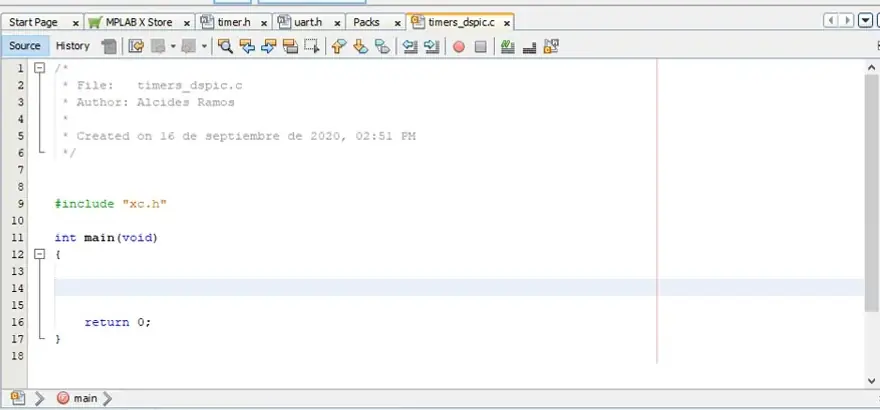 Start Page MPLAB X Store timer.h uart.h Packs timers_dspic.c
Source History
1 /*
2 * File: timers_dspic.c
3 * Author: Alcides Ramos
4 *
5 * Created on 16 de septiembre de 2020, 02:51 PM
6 */
7
8
9 #include "xc.h"
10
11 int main(void)
12 {
13
14
15
16 return 0;
17 }
18
main